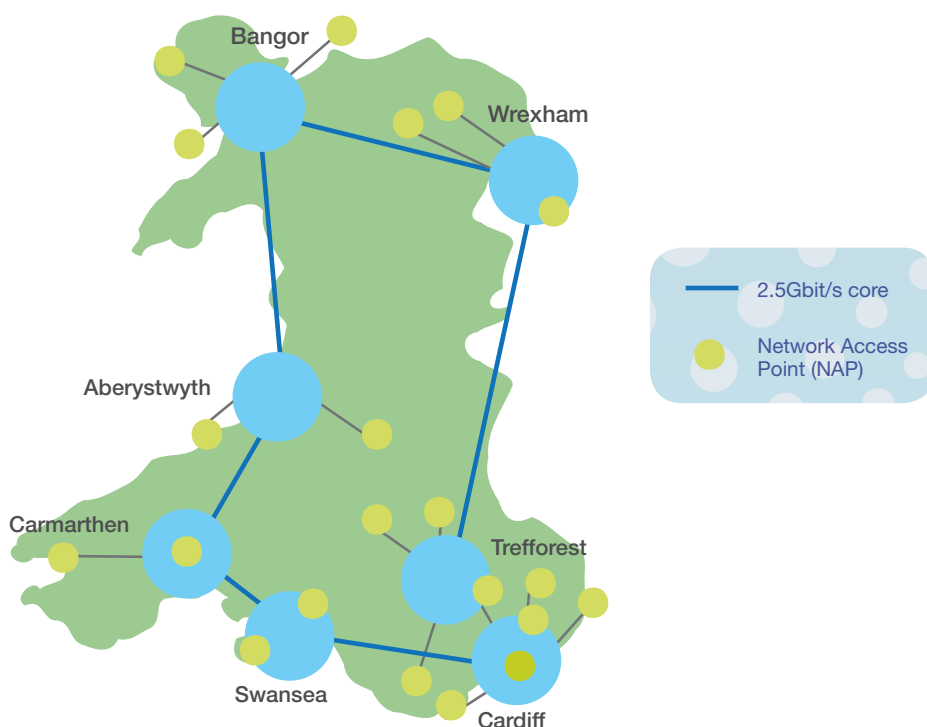 Bangor
Wrexham
2.5Gbit/s core
Network Access
Point (NAP)
Aberystwyth
Carmarthen
Trefforest
Swansea
Cardiff